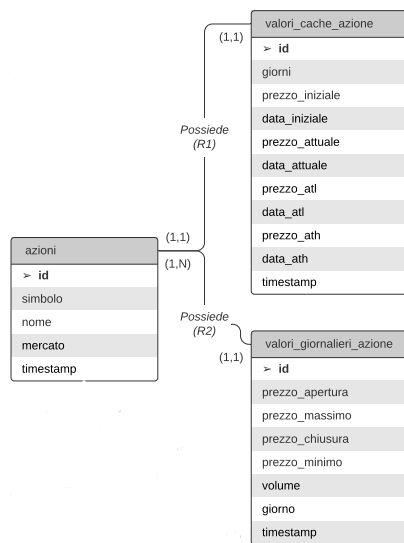 valori_cache_azione
(1,1)
➢ id
giorni
prezzo_iniziale
data_iniziale
prezzo_attuale
data_attuale
prezzo_atl
data_atl
prezzo_ath
data_ath
timestamp
Possiede
(R1)
azioni
(1,1)
(1,N)
➢ id
simbolo
nome
mercato
timestamp
Possiede
(R2)
(1,1)
valori_giornalieri_azione
➢ id
prezzo_apertura
prezzo_massimo
prezzo_chiusura
prezzo_minimo
volume
giorno
timestamp